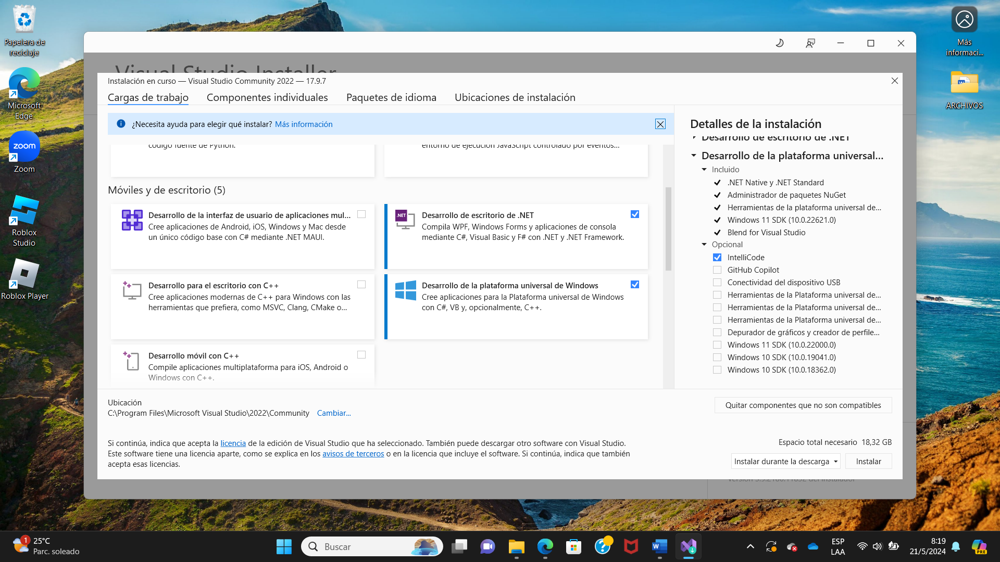 Papelera de
reciclaje
Microsoft
Edge
zoom
Zoom
Roblox
Studio
Roblox Player
Más
informaci...
ARCHIVOS
Visual Studio Installer
Instalación en curso — Visual Studio Community 2022 — 17.9.7
Cargas de trabajo
Componentes individuales
Paquetes de idioma
Ubicaciones de instalación
¿Necesita ayuda para elegir qué instalar? Más información
código fuente de Python.
entorno de ejecución JavaScript controlado por eventos...
Móviles y de escritorio (5)
Desarrollo de la interfaz de usuario de aplicaciones mul...
Cree aplicaciones de Android, iOS, Windows y Mac desde
un único código base con C# mediante .NET MAUI.
.NET
Desarrollo de escritorio de .NET
Compila WPF, Windows Forms y aplicaciones de consola
mediante C#, Visual Basic y F# con .NET y .NET Framework.
Desarrollo para el escritorio con C++
Cree aplicaciones modernas de C++ para Windows con las
herramientas que prefiera, como MSVC, Clang, CMake o...
Desarrollo de la plataforma universal de Windows
Cree aplicaciones para la Plataforma universal de Windows
con C#, VB y, opcionalmente, C++.
Desarrollo móvil con C++
Compile aplicaciones multiplataforma para iOS, Android o
Windows con C++.
Detalles de la instalación
Desarrollo de escritorio de .NET
Desarrollo de la plataforma universal...
Incluido
.NET Native y .NET Standard
Administrador de paquetes NuGet
Herramientas de la plataforma universal de...
Windows 11 SDK (10.0.22621.0)
Blend for Visual Studio
Opcional
IntelliCode
GitHub Copilot
Conectividad del dispositivo USB
Herramientas de la Plataforma universal de...
Herramientas de la Plataforma universal de...
Herramientas de la Plataforma universal de...
Depurador de gráficos y creador de perfile...
Windows 11 SDK (10.0.22000.0)
Windows 10 SDK (10.0.19041.0)
Windows 10 SDK (10.0.18362.0)
Ubicación
C:\Program Files\Microsoft Visual Studio\2022\Community Cambiar...
Quitar componentes que no son compatibles
Si continúa, indica que acepta la licencia de la edición de Visual Studio que ha seleccionado. También puede descargar otro software con Visual Studio.
Este software tiene una licencia aparte, como se explica en los avisos de terceros o en la licencia que incluye el software. Si continúa, indica que también
acepta esas licencias.
Espacio total necesario 18,32 GB
Instalar durante la descarga
Instalar
del instalador
1
25°C
Parc. soleado
Buscar
W
ESP
LAA
8:19
21/5/2024
PRE